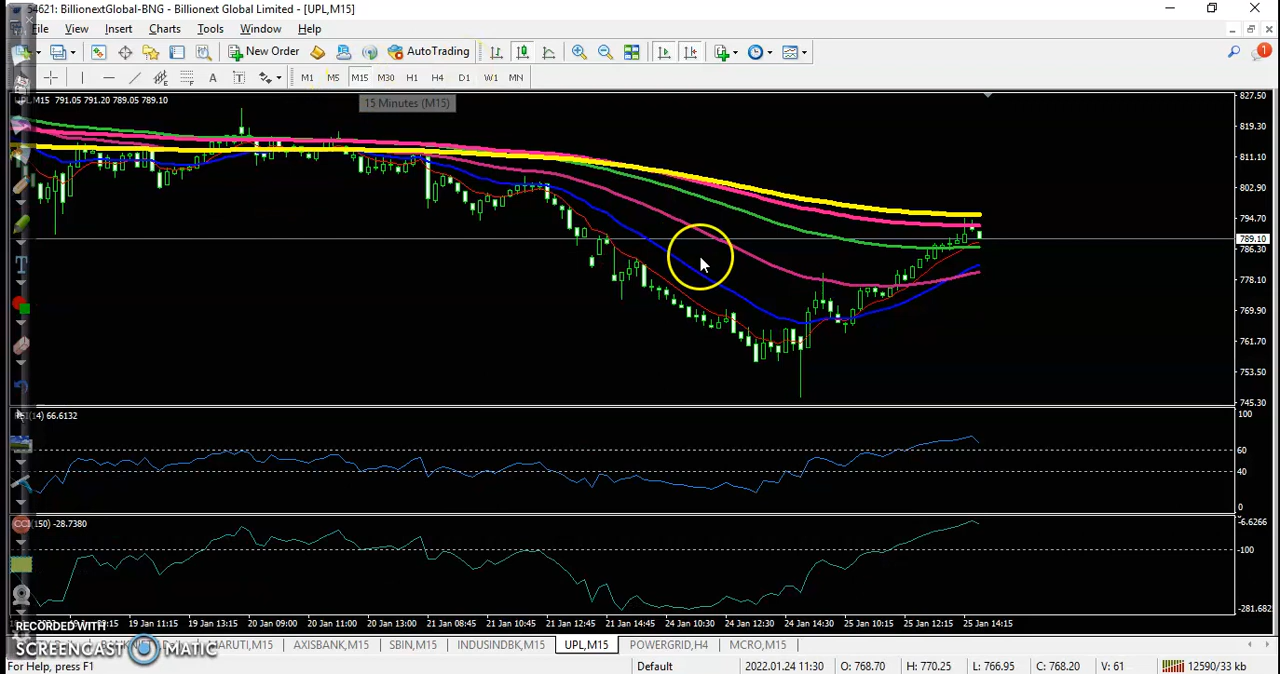 54621: BillionextGlobal-BNG - Billionext Global Limited - [UPL,M15]
File View Insert Charts Tools Window Help
New Order AutoTrading 1
A T M1 M5 M15 M30 H1 H4 D1 W1 MN
UPL,M15 791.05 791.20 789.05 789.10
15 Minutes (M15)
827.50
819.30
811.10
802.90
794.70
789.10
786.30
778.10
769.90
761.70
753.50
745.30
RSI(14) 66.6132
100
60
40
0
CCI(150) -28.7380
-6.6266
-100
-281.682
19 Jan 11:15 19 Jan 13:15 20 Jan 09:00 20 Jan 11:00 20 Jan 13:00 21 Jan 08:45 21 Jan 10:45 21 Jan 12:45 21 Jan 14:45 24 Jan 10:30 24 Jan 12:30 24 Jan 14:30 25 Jan 10:15 25 Jan 12:15 25 Jan 14:15
RECORDED WITH
SCREENCAST MATIC
AXISBANK,M15 SBIN,M15 INDUSINDBK,M15 UPL,M15 POWERGRID,H4 MCRO,M15
For Help, press F1 Default 2022.01.24 11:30 O: 768.70 H: 770.25 L: 766.95 C: 768.20 V: 61 12590/33 kb